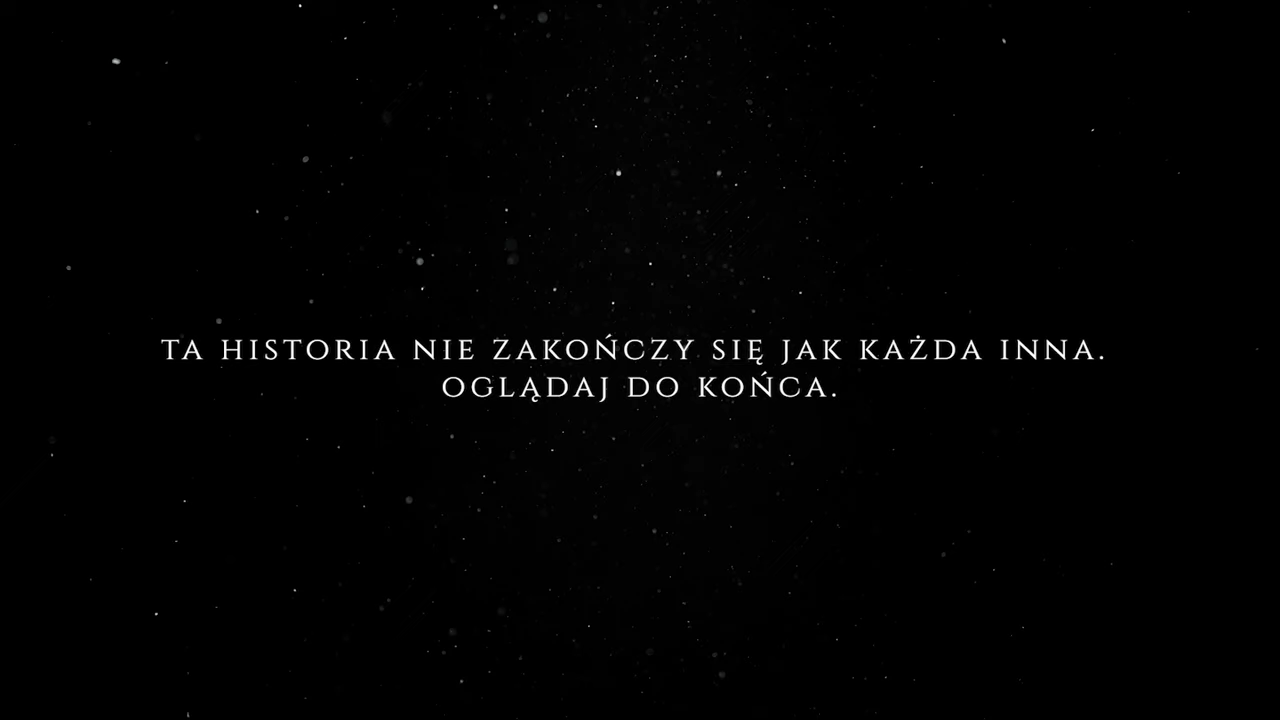 TA HISTORIA NIE ZAKOŃCZY SIĘ JAK KAŻDA INNA.
OGLĄDAJ DO KOŃCA.